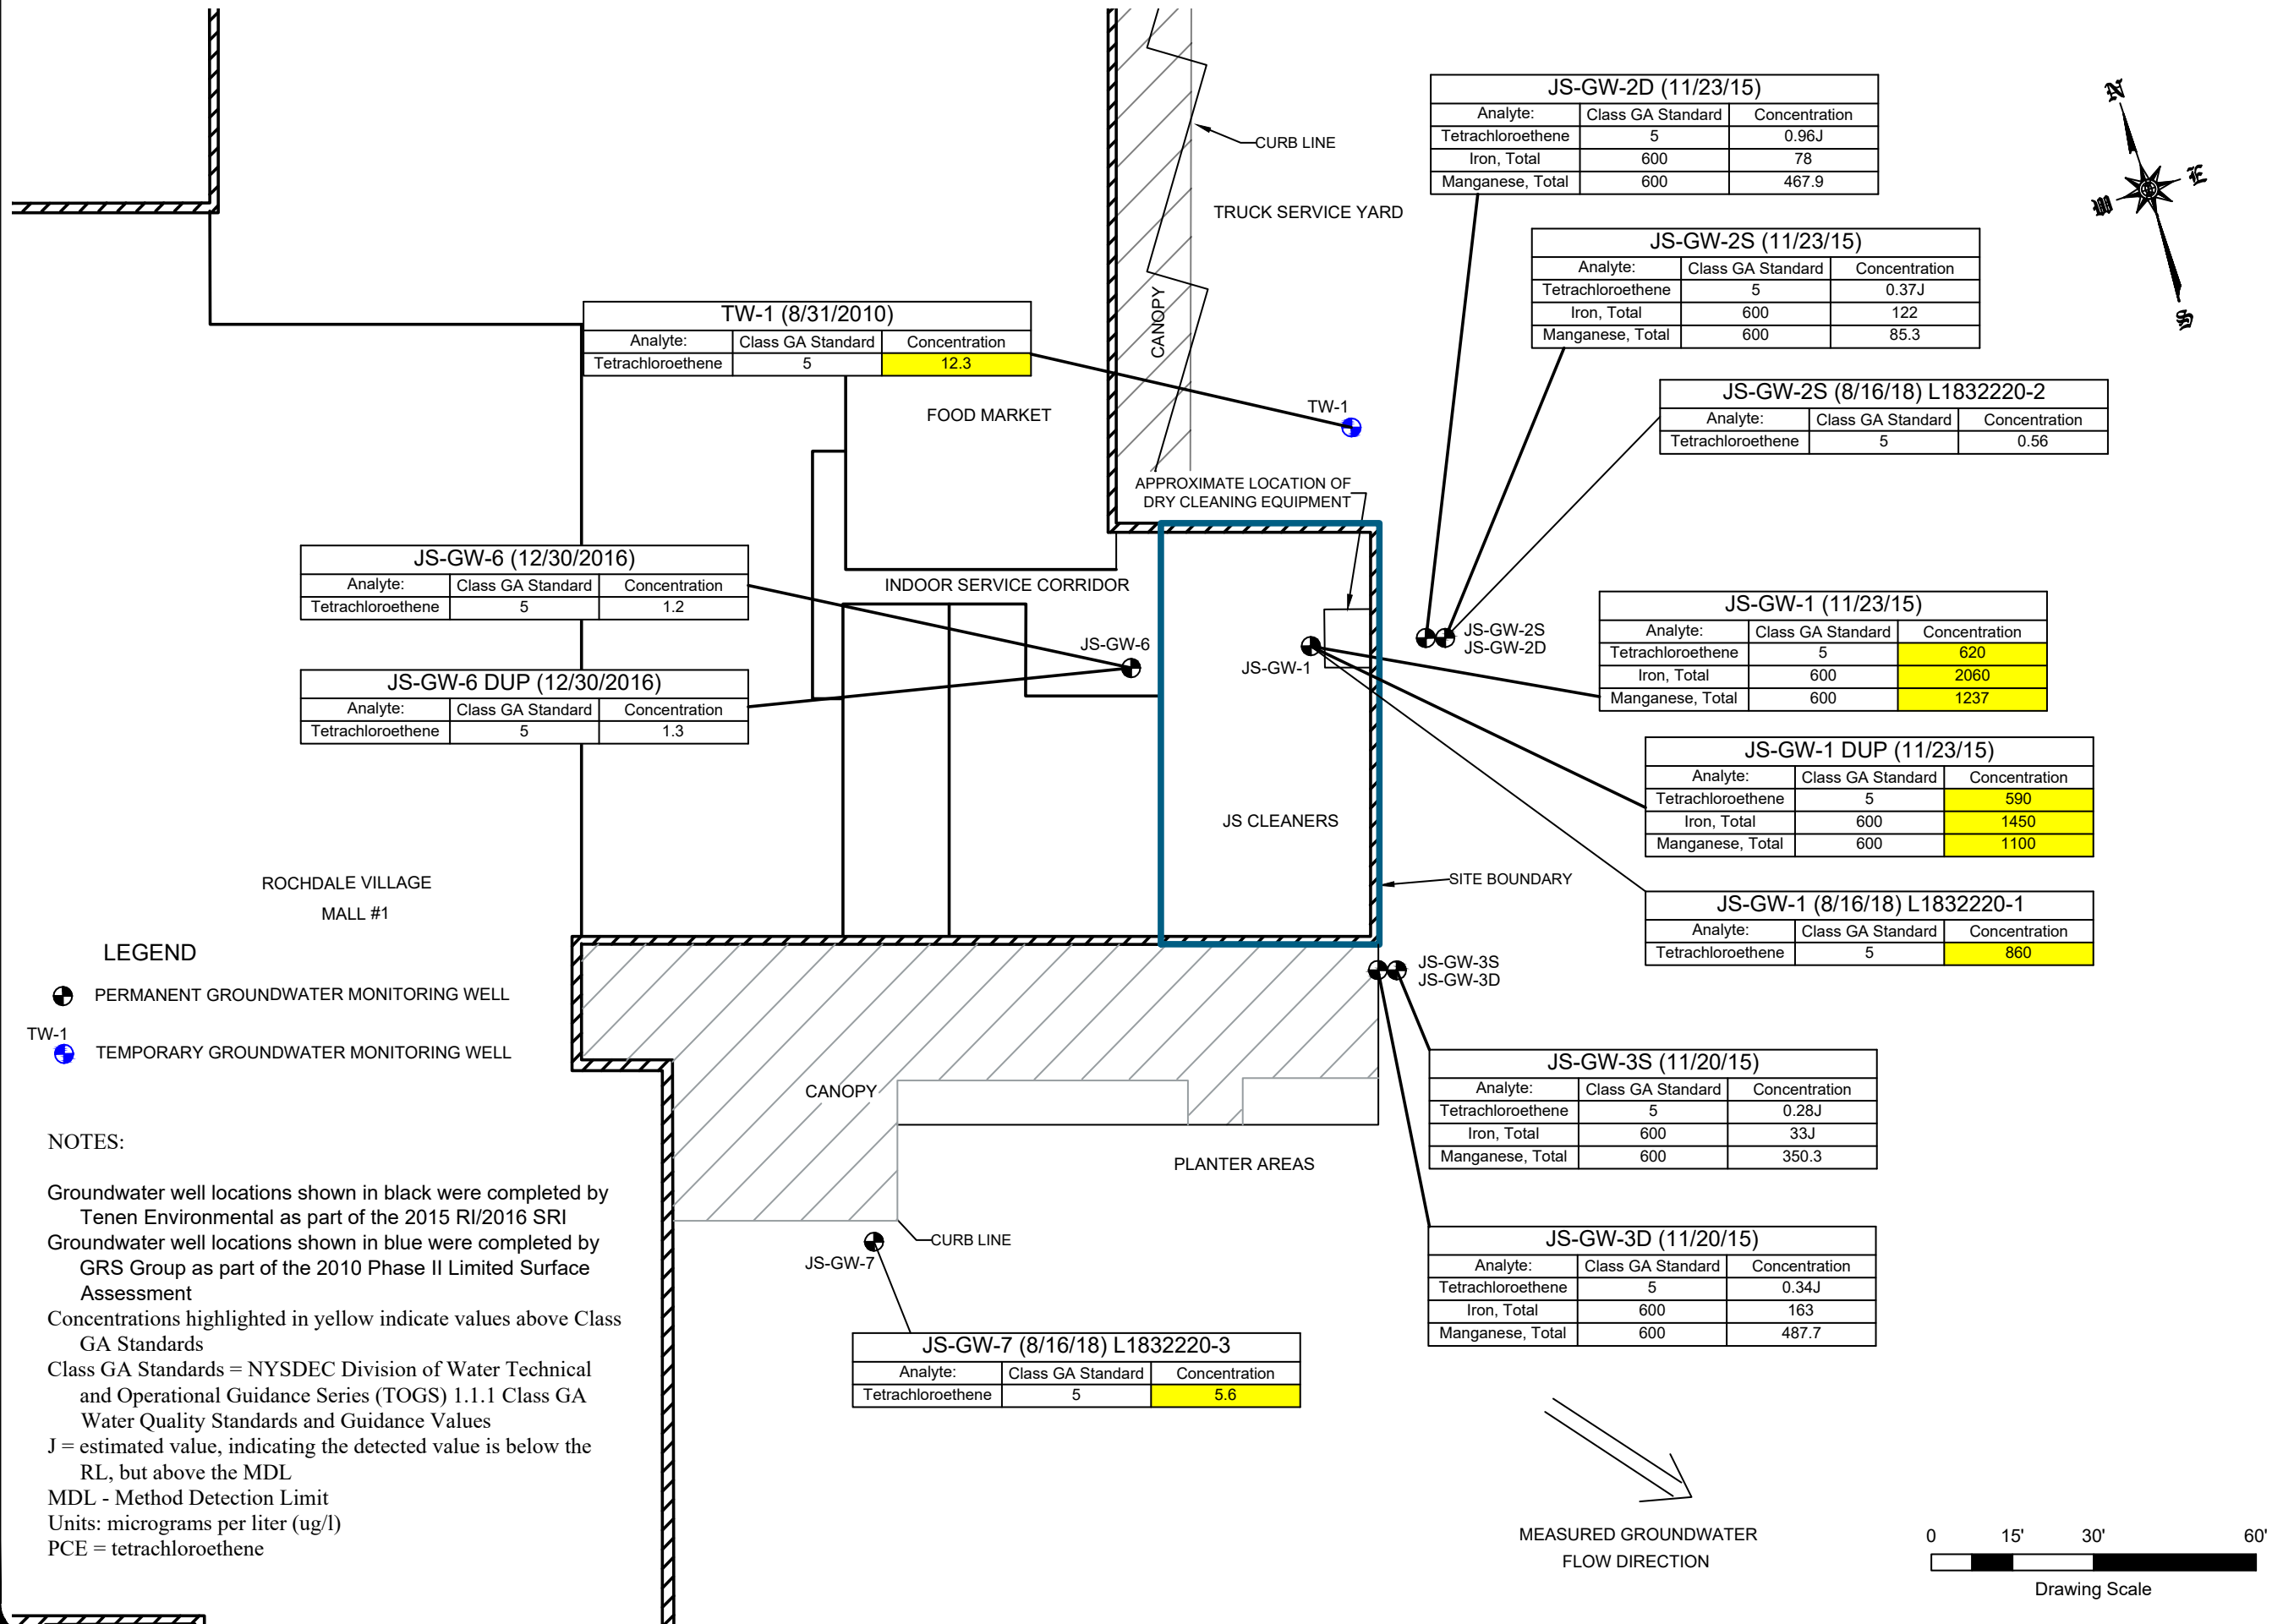 JS-GW-2D (11/23/15)
Analyte: Class GA Standard Concentration
Tetrachloroethene 5 0.96J
Iron, Total 600 78
Manganese, Total 600 467.9
N
E
W
S
CURB LINE
TRUCK SERVICE YARD
CANOPY
JS-GW-2S (11/23/15)
Analyte: Class GA Standard Concentration
Tetrachloroethene 5 0.37J
Iron, Total 600 122
Manganese, Total 600 85.3
TW-1 (8/31/2010)
Analyte: Class GA Standard Concentration
Tetrachloroethene 5 12.3
JS-GW-2S (8/16/18) L1832220-2
Analyte: Class GA Standard Concentration
Tetrachloroethene 5 0.56
TW-1
FOOD MARKET
APPROXIMATE LOCATION OF
DRY CLEANING EQUIPMENT
JS-GW-6 (12/30/2016)
Analyte: Class GA Standard Concentration
Tetrachloroethene 5 1.2
INDOOR SERVICE CORRIDOR
JS-GW-6
JS-GW-1
JS-GW-2S
JS-GW-2D
JS-GW-1 (11/23/15)
Analyte: Class GA Standard Concentration
Tetrachloroethene 5 620
Iron, Total 600 2060
Manganese, Total 600 1237
JS-GW-6 DUP (12/30/2016)
Analyte: Class GA Standard Concentration
Tetrachloroethene 5 1.3
JS-GW-1 DUP (11/23/15)
Analyte: Class GA Standard Concentration
Tetrachloroethene 5 590
Iron, Total 600 1450
Manganese, Total 600 1100
JS CLEANERS
SITE BOUNDARY
JS-GW-1 (8/16/18) L1832220-1
Analyte: Class GA Standard Concentration
Tetrachloroethene 5 860
ROCHDALE VILLAGE
MALL #1
JS-GW-3S
JS-GW-3D
LEGEND
PERMANENT GROUNDWATER MONITORING WELL
TW-1
TEMPORARY GROUNDWATER MONITORING WELL
CANOPY
JS-GW-3S (11/20/15)
Analyte: Class GA Standard Concentration
Tetrachloroethene 5 0.28J
Iron, Total 600 33J
Manganese, Total 600 350.3
PLANTER AREAS
CURB LINE
JS-GW-7
JS-GW-3D (11/20/15)
Analyte: Class GA Standard Concentration
Tetrachloroethene 5 0.34J
Iron, Total 600 163
Manganese, Total 600 487.7
JS-GW-7 (8/16/18) L1832220-3
Analyte: Class GA Standard Concentration
Tetrachloroethene 5 5.6
NOTES:
Groundwater well locations shown in black were completed by
Tenen Environmental as part of the 2015 RI/2016 SRI
Groundwater well locations shown in blue were completed by
GRS Group as part of the 2010 Phase II Limited Surface
Assessment
Concentrations highlighted in yellow indicate values above Class
GA Standards
Class GA Standards = NYSDEC Division of Water Technical
and Operational Guidance Series (TOGS) 1.1.1 Class GA
Water Quality Standards and Guidance Values
J = estimated value, indicating the detected value is below the
RL, but above the MDL
MDL - Method Detection Limit
Units: micrograms per liter (ug/l)
PCE = tetrachloroethene
MEASURED GROUNDWATER
FLOW DIRECTION
0 15' 30' 60'
Drawing Scale